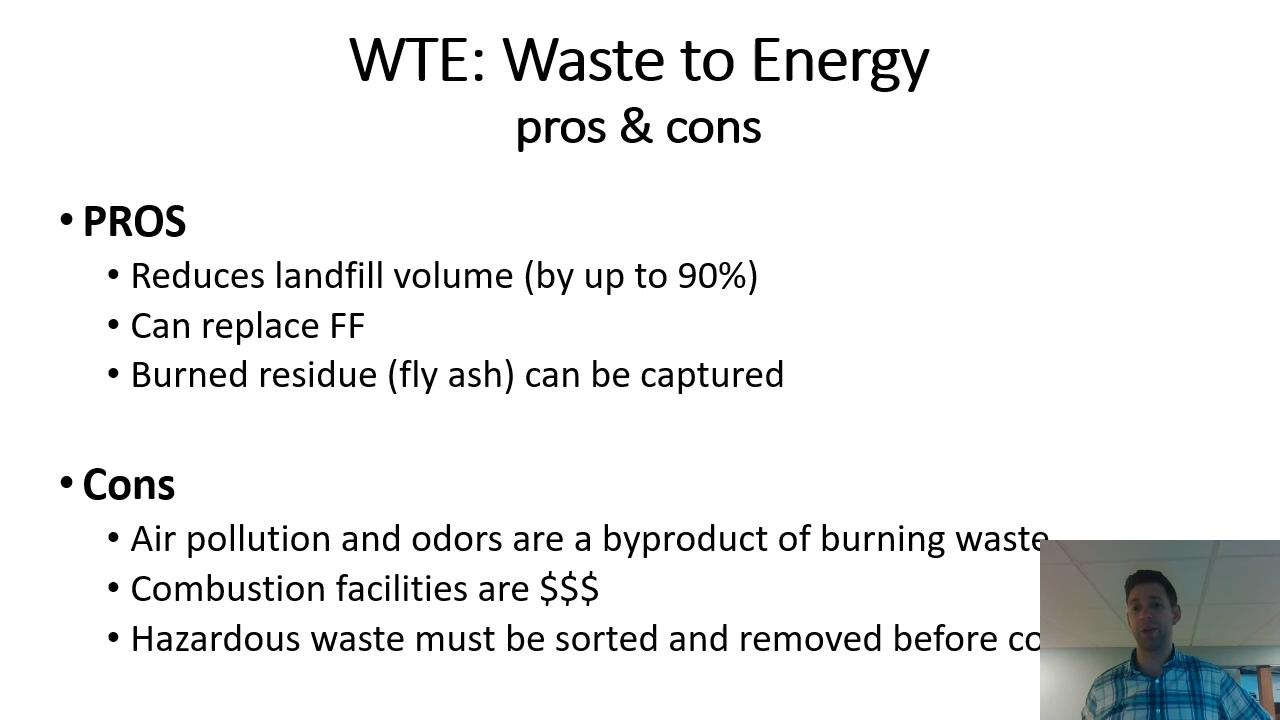 WTE: Waste to Energy
pros & cons
• PROS
• Reduces landfill volume (by up to 90%)
• Can replace FF
• Burned residue (fly ash) can be captured
• Cons
• Air pollution and odors are a byproduct of burning waste
• Combustion facilities are $$$
• Hazardous waste must be sorted and removed before